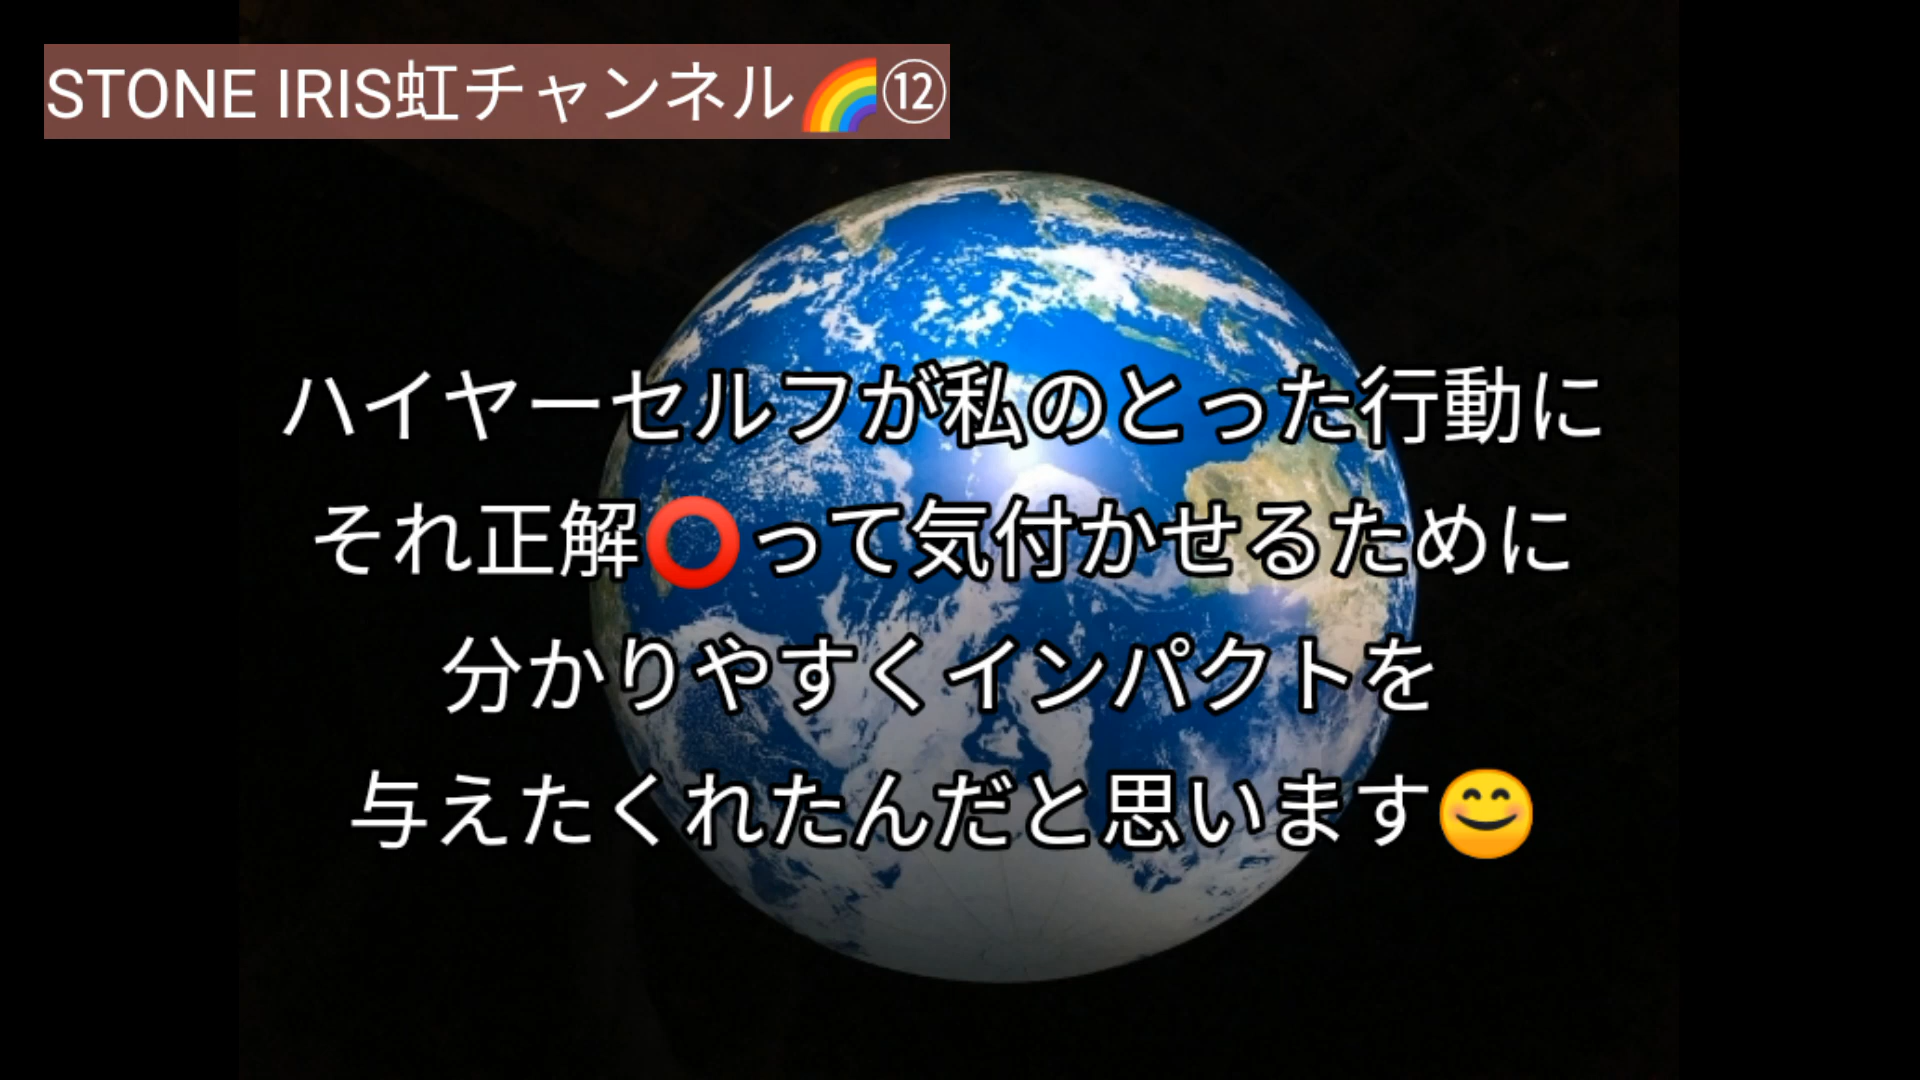 STONE IRIS虹チャンネル🌈⑫
ハイヤーセルフが私のとった行動に
それ正解⭕って気付かせるために
分かりやすくインパクトを
与えたくれたんだと思います😊